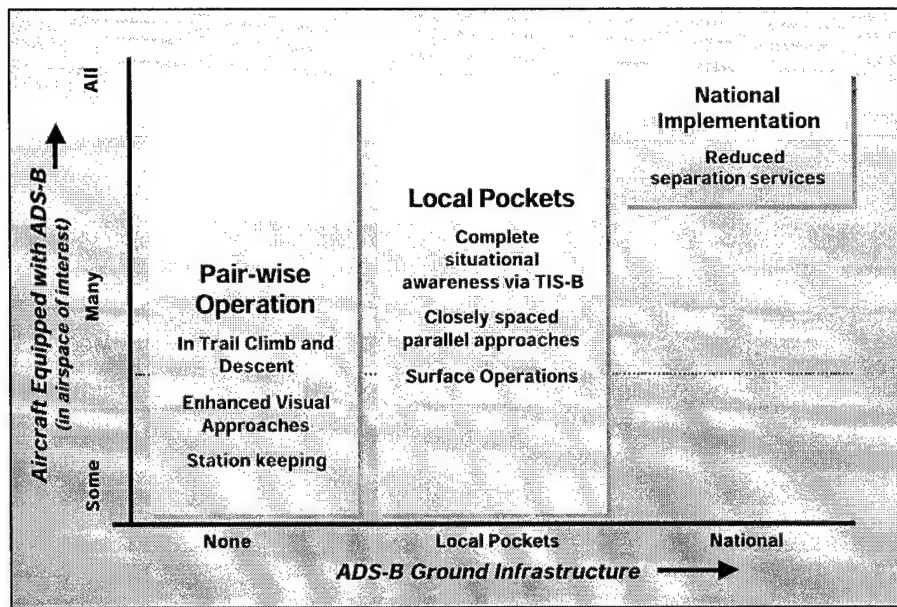 All
Many
Some
Aircraft Equipped with ADS-B
(in airspace of interest)
Pair-wise
Operation
In Trail Climb and
Descent
Enhanced Visual
Approaches
Station keeping
Local Pockets
Complete
situational
awareness via TIS-B
Closely spaced
parallel approaches
Surface Operations
National
Implementation
Reduced
separation services
None
Local Pockets
National
ADS-B Ground Infrastructure